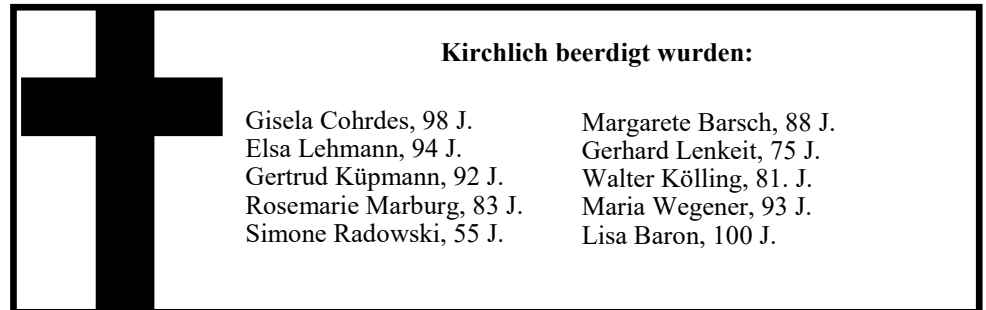 Kirchlich beerdigt wurden:
Gisela Cohrdes, 98 J.
Elsa Lehmann, 94 J.
Gertrud Küpmann, 92 J.
Rosemarie Marburg, 83 J.
Simone Radowski, 55 J.
Margarete Barsch, 88 J.
Gerhard Lenkeit, 75 J.
Walter Kölling, 81. J.
Maria Wegener, 93 J.
Lisa Baron, 100 J.